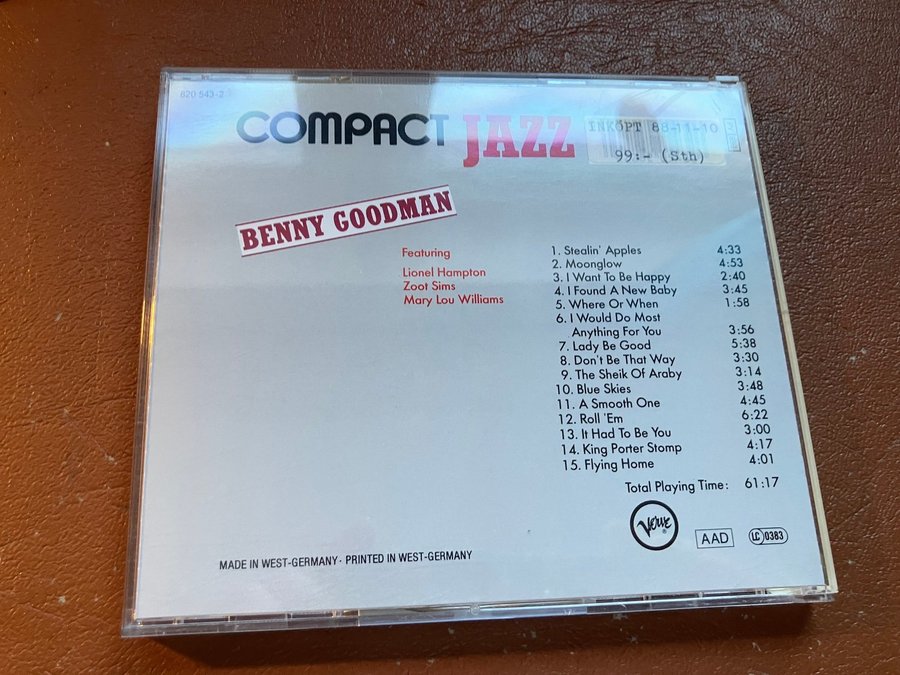 820 543-2
COMPACT JAZZ
INKÖPT 88-11-10
99:- (Sth)
BENNY GOODMAN
Featuring
Lionel Hampton
Zoot Sims
Mary Lou Williams
1. Stealin' Apples 4:33
2. Moonglow 4:53
3. I Want To Be Happy 2:40
4. I Found A New Baby 3:45
5. Where Or When 1:58
6. I Would Do Most
Anything For You 3:56
7. Lady Be Good 5:38
8. Don't Be That Way 3:30
9. The Sheik Of Araby 3:14
10. Blue Skies 3:48
11. A Smooth One 4:45
12. Roll 'Em 6:22
13. It Had To Be You 3:00
14. King Porter Stomp 4:17
15. Flying Home 4:01
Total Playing Time: 61:17
Verve
AAD
LC 0383
MADE IN WEST-GERMANY · PRINTED IN WEST-GERMANY